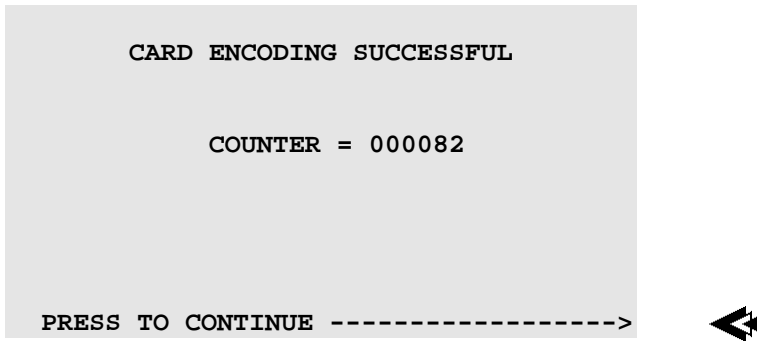 CARD ENCODING SUCCESSFUL
COUNTER = 000082
PRESS TO CONTINUE ------------------>